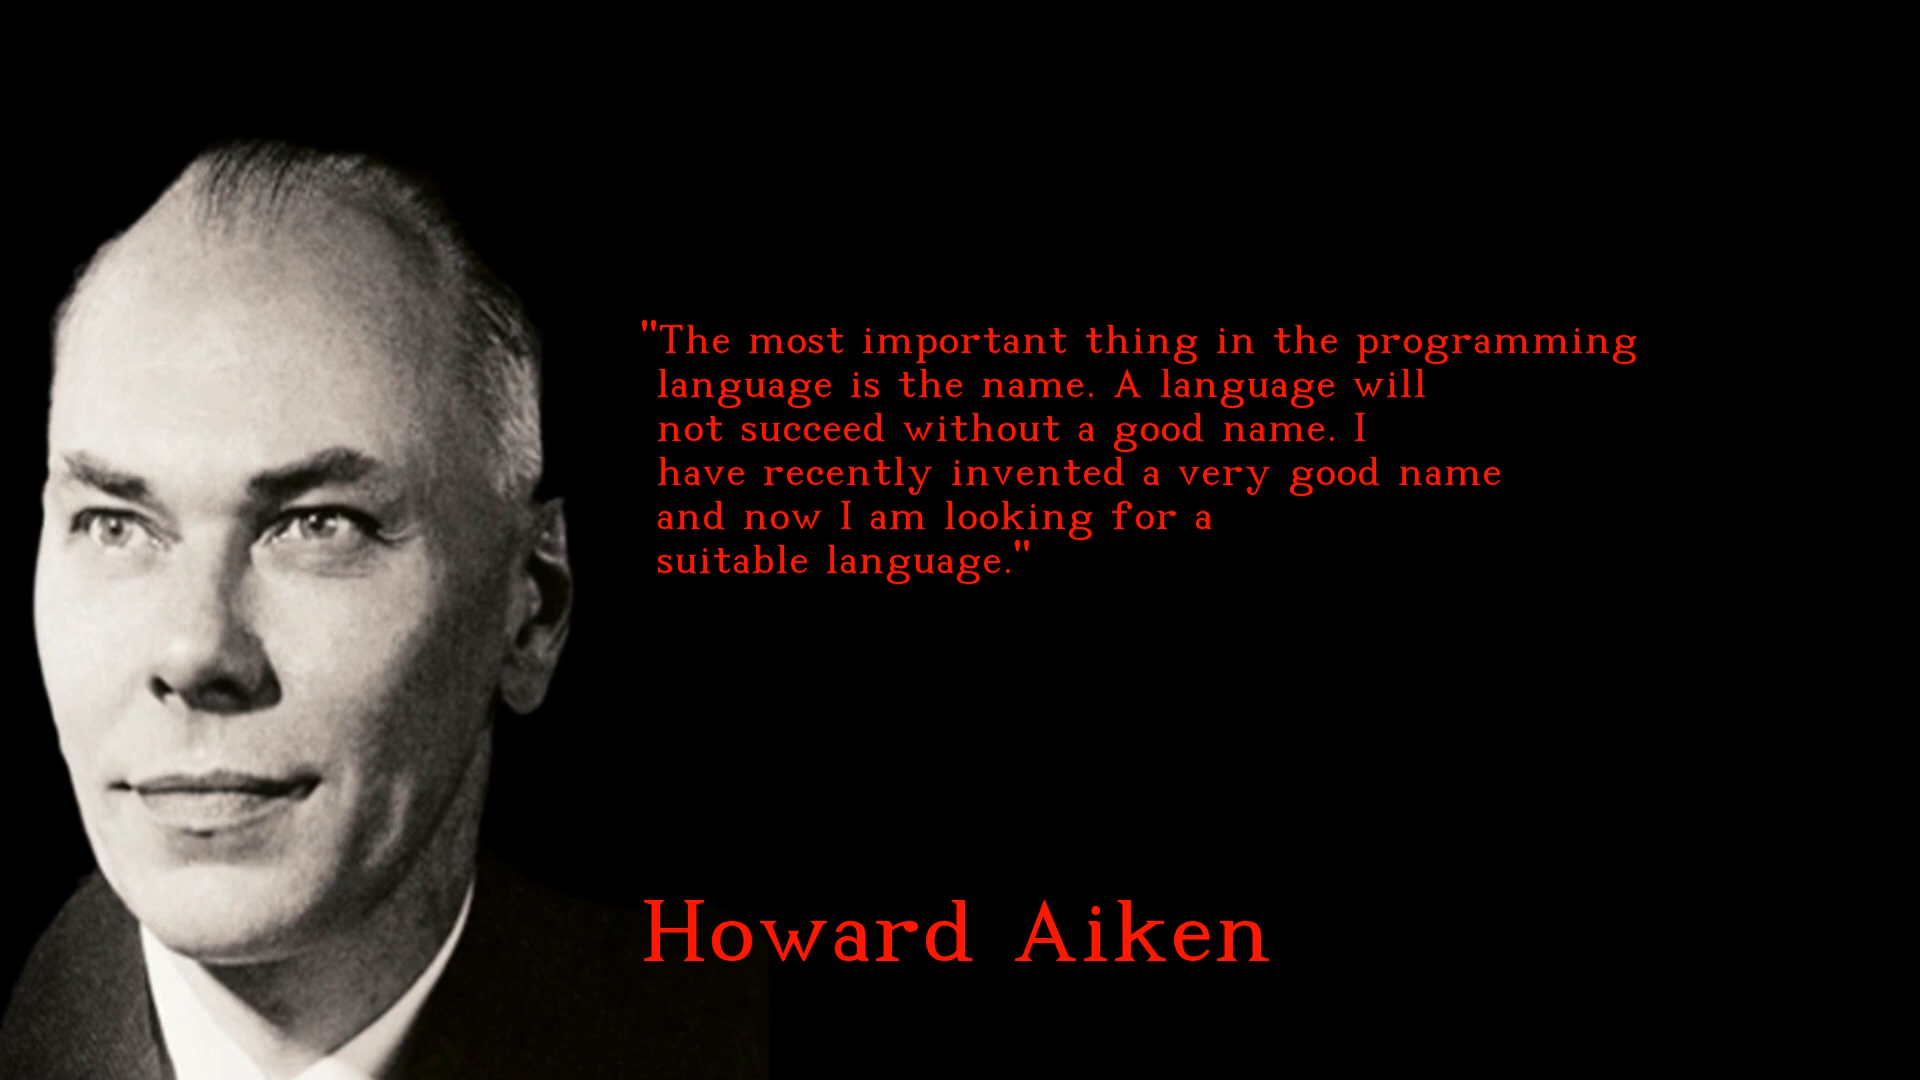 "The most important thing in the programming
language is the name. A language will
not succeed without a good name. I
have recently invented a very good name
and now I am looking for a
suitable language."
Howard Aiken